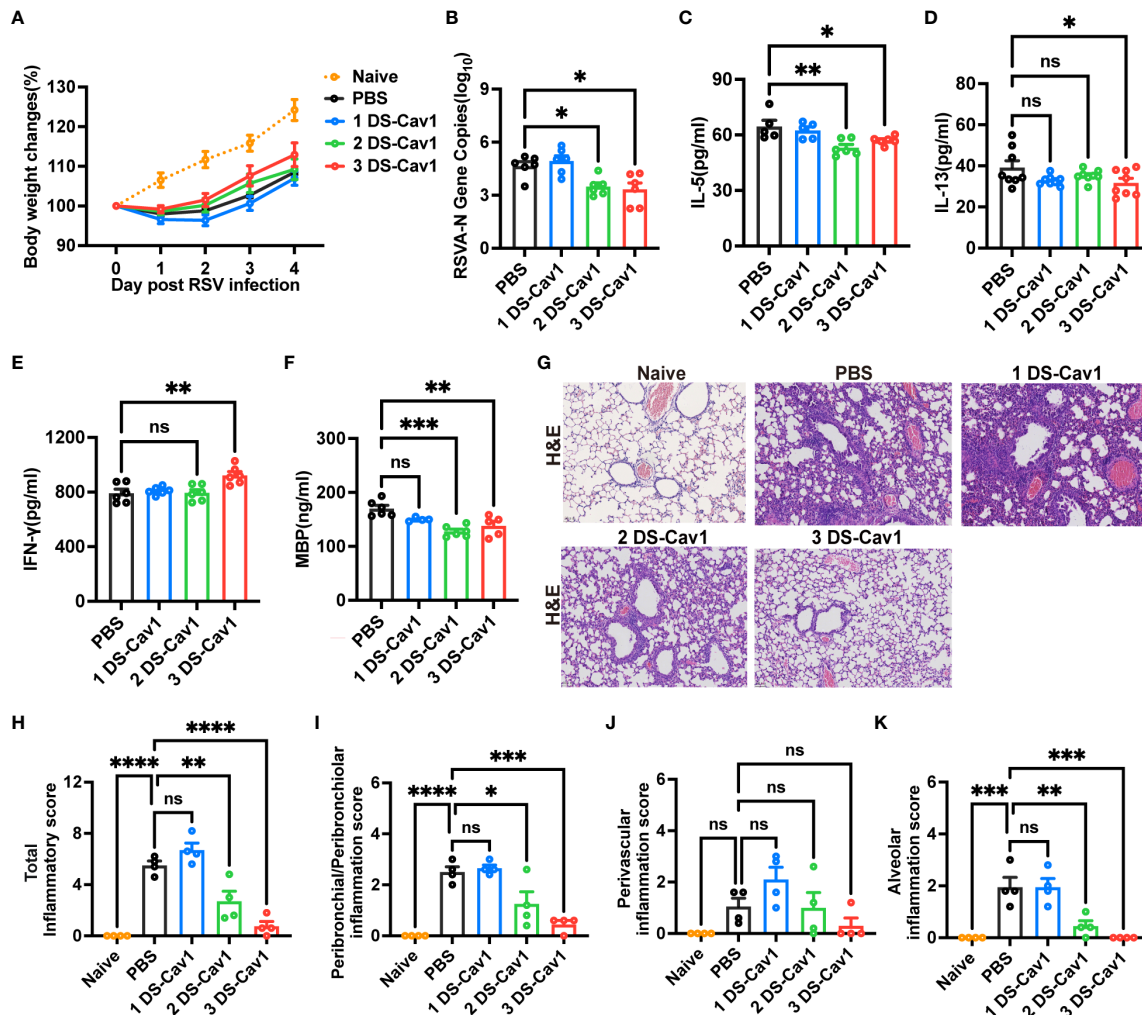 A
Body weight changes(%)
130
120
110
100
90
0 1 2 3 4
Day post RSV infection
Naive
PBS
1 DS-Cav1
2 DS-Cav1
3 DS-Cav1
B
RSVA-N Gene Copies(log10)
9
6
3
0
*
*
PBS
1 DS-Cav1
2 DS-Cav1
3 DS-Cav1
C
IL-5(pg/ml)
90
60
30
0
*
**
PBS
1 DS-Cav1
2 DS-Cav1
3 DS-Cav1
D
IL-13(pg/ml)
80
60
40
20
0
*
ns
ns
PBS
1 DS-Cav1
2 DS-Cav1
3 DS-Cav1
E
IFN-γ(pg/ml)
1200
800
400
0
**
ns
PBS
1 DS-Cav1
2 DS-Cav1
3 DS-Cav1
F
MBP(ng/ml)
300
200
100
0
**
***
ns
PBS
1 DS-Cav1
2 DS-Cav1
3 DS-Cav1
G
Naive PBS 1 DS-Cav1
H&E
2 DS-Cav1 3 DS-Cav1
H&E
H
Total
Inflammatory score
12
8
4
0
****
**** **
ns
Naive
PBS
1 DS-Cav1
2 DS-Cav1
3 DS-Cav1
I
Peribronchial/Peribronchiolar
inflammation score
6
4
2
0
***
**** *
ns
Naive
PBS
1 DS-Cav1
2 DS-Cav1
3 DS-Cav1
J
Perivascular
inflammation score
6
4
2
0
ns
ns
ns ns
Naive
PBS
1 DS-Cav1
2 DS-Cav1
3 DS-Cav1
K
Alveolar
inflammation score
6
4
2
0
***
*** **
ns
Naive
PBS
1 DS-Cav1
2 DS-Cav1
3 DS-Cav1